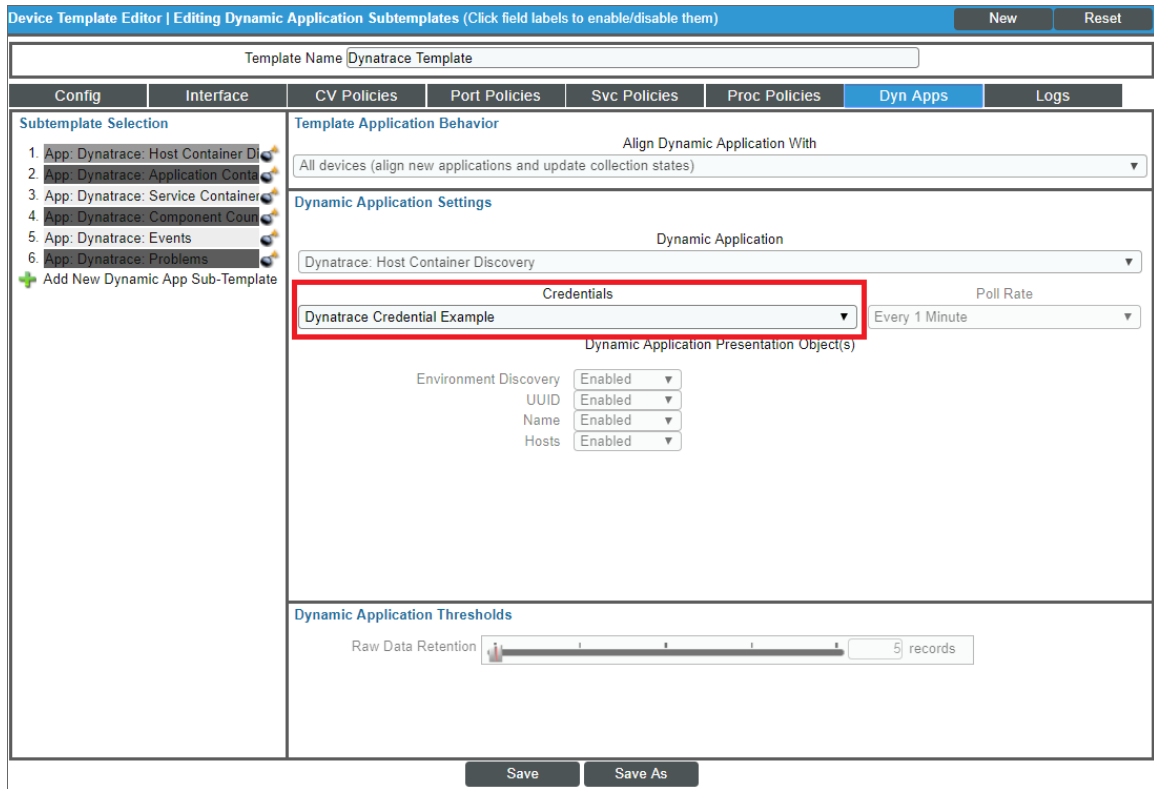 Device Template Editor | Editing Dynamic Application Subtemplates (Click field labels to enable/disable them) New Reset
Template Name Dynatrace Template
Config Interface CV Policies Port Policies Svc Policies Proc Policies Dyn Apps Logs
Subtemplate Selection
1. App: Dynatrace: Host Container Di
2. App: Dynatrace: Application Conta
3. App: Dynatrace: Service Container
4. App: Dynatrace: Component Coun
5. App: Dynatrace: Events
6. App: Dynatrace: Problems
Add New Dynamic App Sub-Template
Template Application Behavior
Align Dynamic Application With
All devices (align new applications and update collection states)
Dynamic Application Settings
Dynamic Application
Dynatrace: Host Container Discovery
Credentials Poll Rate
Dynatrace Credential Example Every 1 Minute
Dynamic Application Presentation Object(s)
Environment Discovery Enabled
UUID Enabled
Name Enabled
Hosts Enabled
Dynamic Application Thresholds
Raw Data Retention 5 records
Save Save As